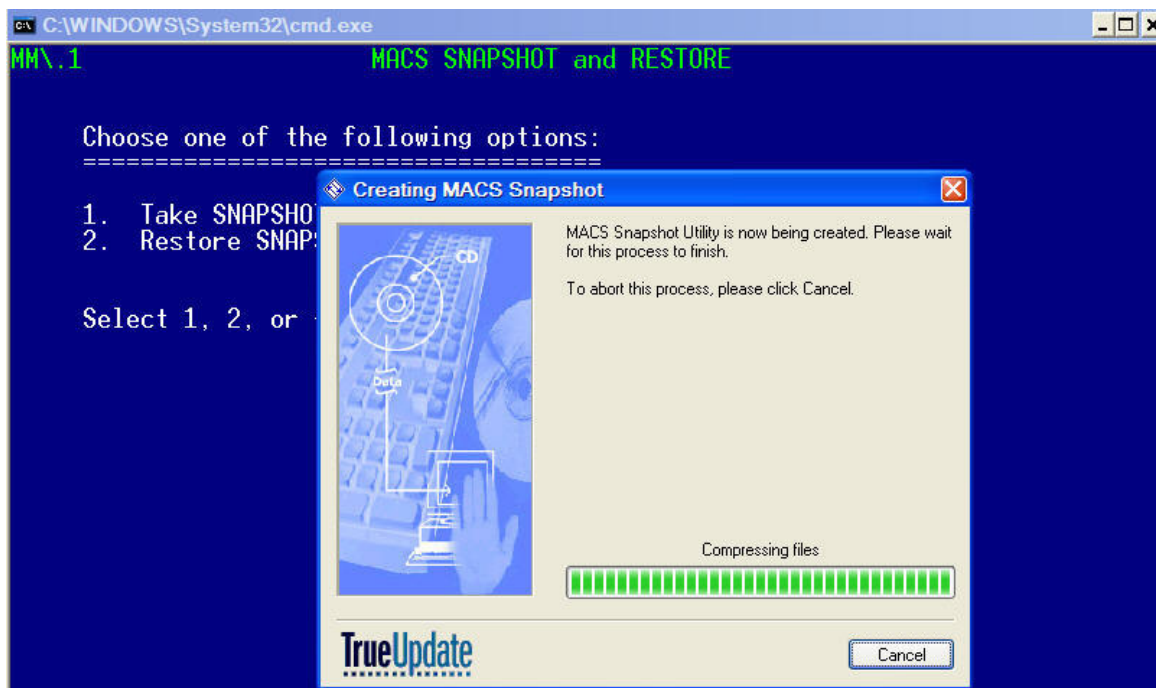 C:\WINDOWS\System32\cmd.exe
MM\.1 MACS SNAPSHOT and RESTORE
Choose one of the following options:
====================================
1. Take SNAPSHO
2. Restore SNAP
Select 1, 2, or
Creating MACS Snapshot
MACS Snapshot Utility is now being created. Please wait
for this process to finish.
To abort this process, please click Cancel.
CD
Data
Compressing files
TrueUpdate
Cancel